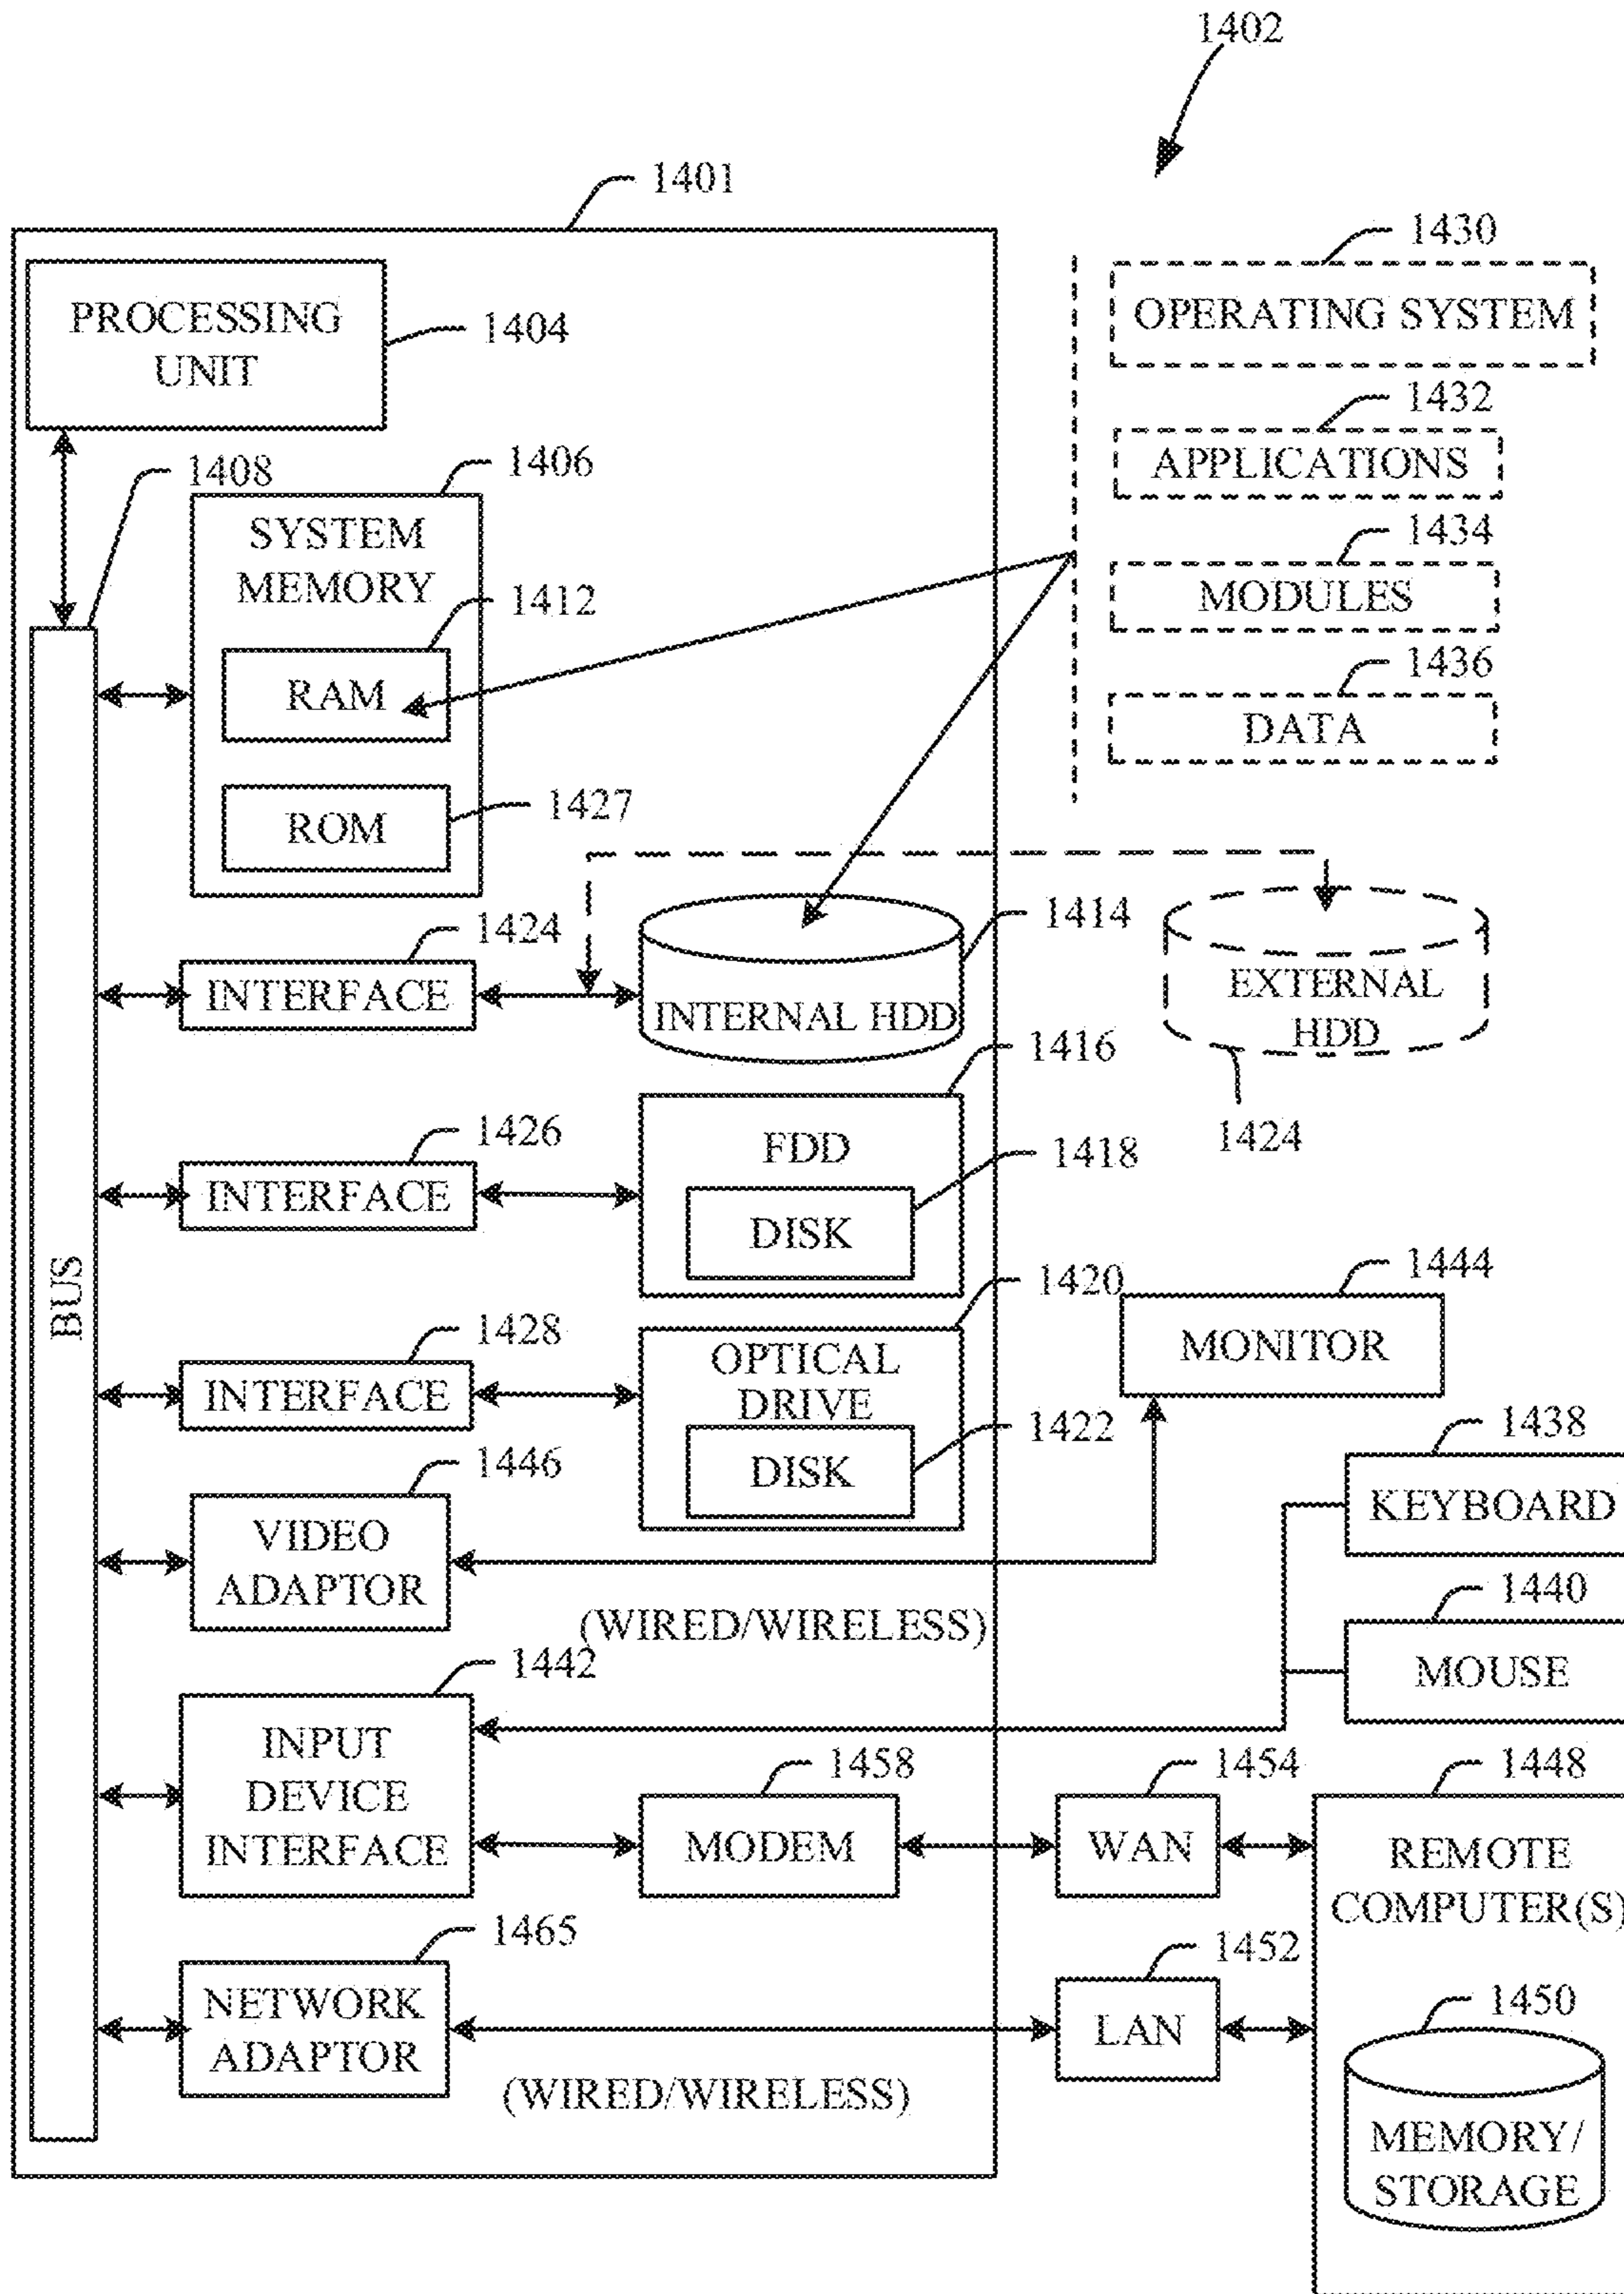 1402
1401
1430
PROCESSING
UNIT
1404
OPERATING SYSTEM
1432
APPLICATIONS
1408
1406
SYSTEM
MEMORY
1434
MODULES
1412
RAM
1436
DATA
1427
ROM
1424
INTERFACE
1414
INTERNAL HDD
EXTERNAL
HDD
1424
1416
FDD
1426
INTERFACE
1418
DISK
BUS
1420
1444
MONITOR
1428
INTERFACE
OPTICAL
DRIVE
1422
DISK
1438
KEYBOARD
1446
VIDEO
ADAPTOR
(WIRED/WIRELESS)
1440
MOUSE
1442
INPUT
DEVICE
INTERFACE
1458
MODEM
1454
WAN
1448
REMOTE
COMPUTER(S)
1465
NETWORK
ADAPTOR
(WIRED/WIRELESS)
1452
LAN
1450
MEMORY/
STORAGE